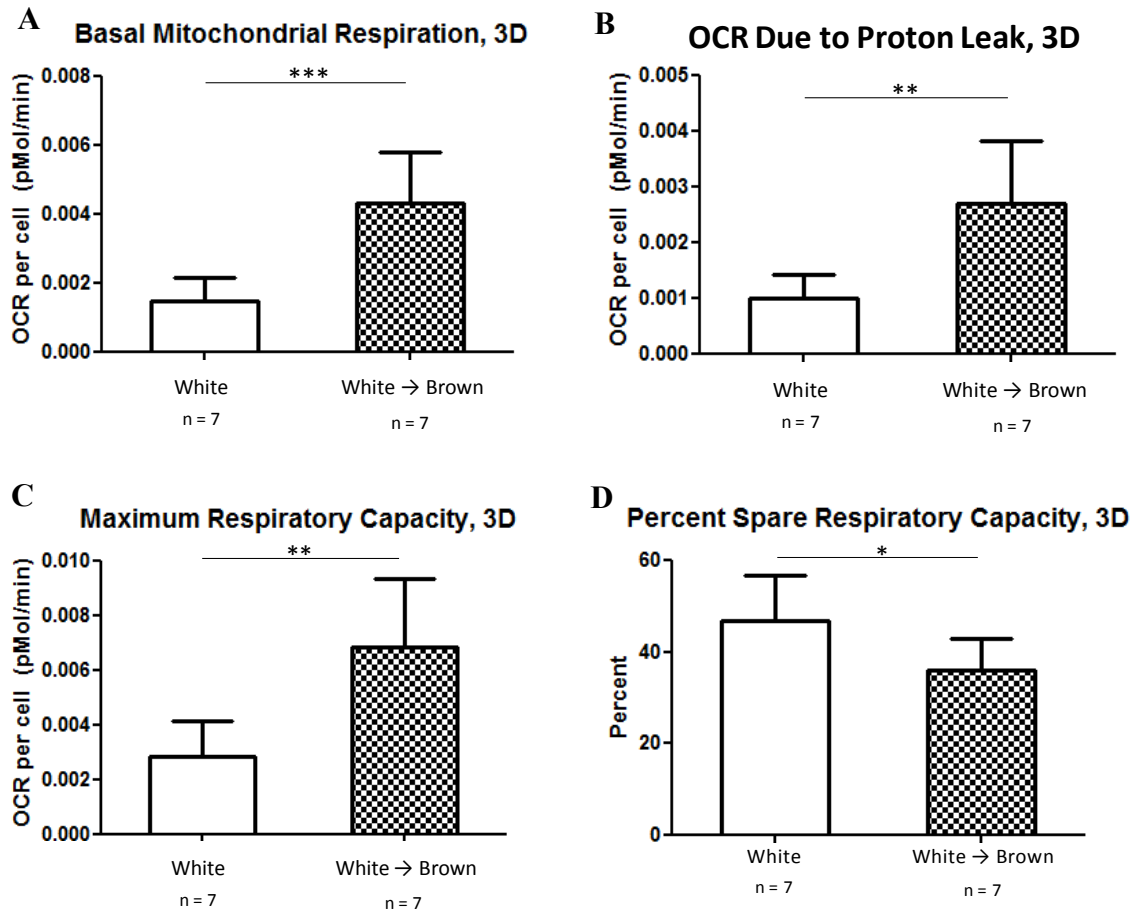 A
Basal Mitochondrial Respiration, 3D
OCR per cell (pMol/min)
0.008
0.006
0.004
0.002
0.000
***
White
White → Brown
n = 7
n = 7
B
OCR Due to Proton Leak, 3D
OCR per cell (pMol/min)
0.005
0.004
0.003
0.002
0.001
0.000
**
White
White → Brown
n = 7
n = 7
C
Maximum Respiratory Capacity, 3D
OCR per cell (pMol/min)
0.010
0.008
0.006
0.004
0.002
0.000
**
White
White → Brown
n = 7
n = 7
D
Percent Spare Respiratory Capacity, 3D
Percent
60
40
20
0
*
White
White → Brown
n = 7
n = 7